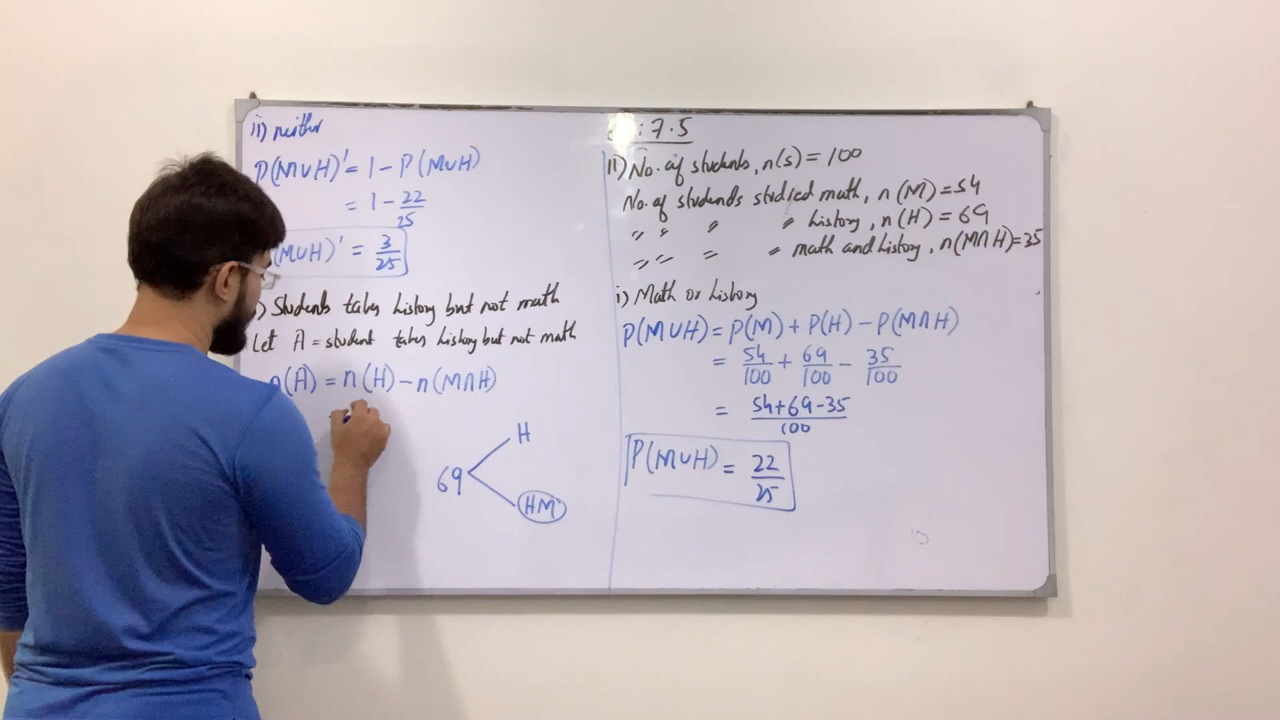 ii) neither
P(M∪H)' = 1 - P(M∪H)
= 1 - 22/25
(M∪H)' = 3/25
) Students takes history but not math
Let A = student takes history but not math
n(A) = n(H) - n(M∩H)
H
69
HM
: 7.5
11) No. of students, n(s) = 100
No. of students studied math, n(M) = 54
〃 〃 〃 〃 History, n(H) = 69
〃 〃 〃 〃 math and history, n(M∩H) = 35
i) Math or history
P(M∪H) = P(M) + P(H) - P(M∩H)
= 54/100 + 69/100 - 35/100
= 54+69-35/100
P(M∪H) = 22/25